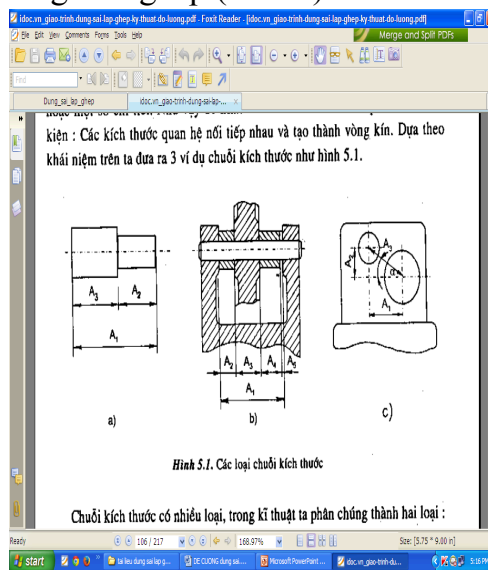 idoc.vn_giao-trinh-dung-sai-lap-ghep-ky-thuat-do-luong.pdf - Foxit Reader - [idoc.vn_giao-trinh-dung-sai-lap-ghep-ky-thuat-do-luong.pdf]
File Edit View Comments Forms Tools Help
Merge and Split PDFs
Find
Dung_sai_lap_ghep
idoc.vn_giao-trinh-dung-sai-lap-...
kiện : Các kích thước quan hệ nối tiếp nhau và tạo thành vòng kín. Dựa theo
khái niệm trên ta đưa ra 3 ví dụ chuỗi kích thước như hình 5.1.
A3 A2
A1
a)
A2 A3 A4 A5
A1
b)
A3
A2
A1
c)
Hình 5.1. Các loại chuỗi kích thước
Chuỗi kích thước có nhiều loại, trong kĩ thuật ta phân chúng thành hai loại :
Ready
106 / 217
168.97%
Size: [5.75 * 9.00 in]
start
tai lieu dung sai lap g...
DE CUONG dung sai....
Microsoft PowerPoint ...
idoc.vn_giao-trinh-du...
5:16 PM